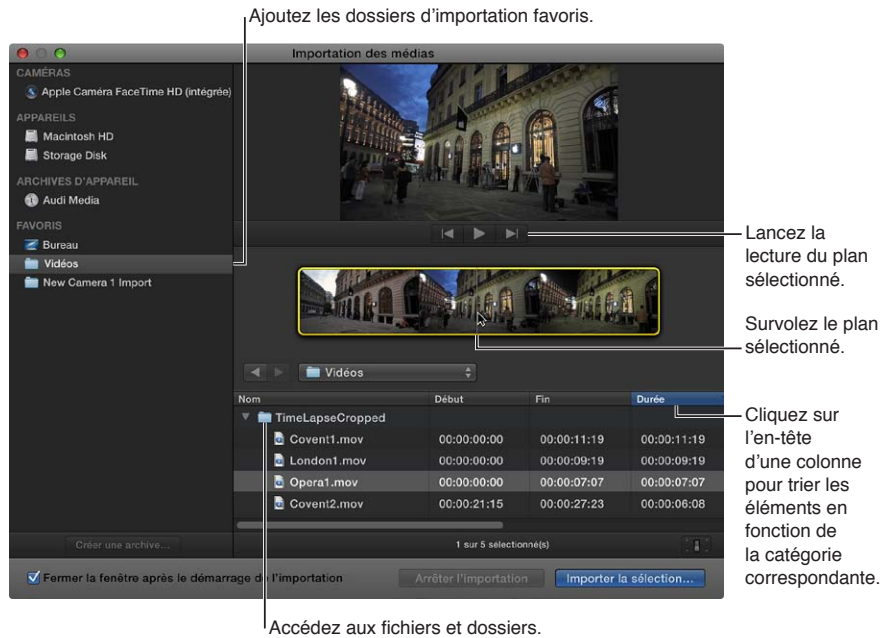 Ajoutez les dossiers d’importation favoris.
Importation des médias
CAMÉRAS
Apple Caméra FaceTime HD (intégrée)
APPAREILS
Macintosh HD
Storage Disk
ARCHIVES D'APPAREIL
Audi Media
FAVORIS
Bureau
Vidéos
New Camera 1 Import
Lancez la
lecture du plan
sélectionné.
Survolez le plan
sélectionné.
Vidéos
Nom Début Fin Durée
TimeLapseCropped
Covent1.mov 00:00:00:00 00:00:11:19 00:00:11:19
London1.mov 00:00:00:00 00:00:09:19 00:00:09:19
Opera1.mov 00:00:00:00 00:00:07:07 00:00:07:07
Covent2.mov 00:00:21:15 00:00:27:23 00:00:06:08
Cliquez sur
l’en-tête
d’une colonne
pour trier les
éléments en
fonction de
la catégorie
correspondante.
Créer une archive...
1 sur 5 sélectionné(s)
Fermer la fenêtre après le démarrage de l'importation
Arrêter l'importation
Importer la sélection...
Accédez aux fichiers et dossiers.